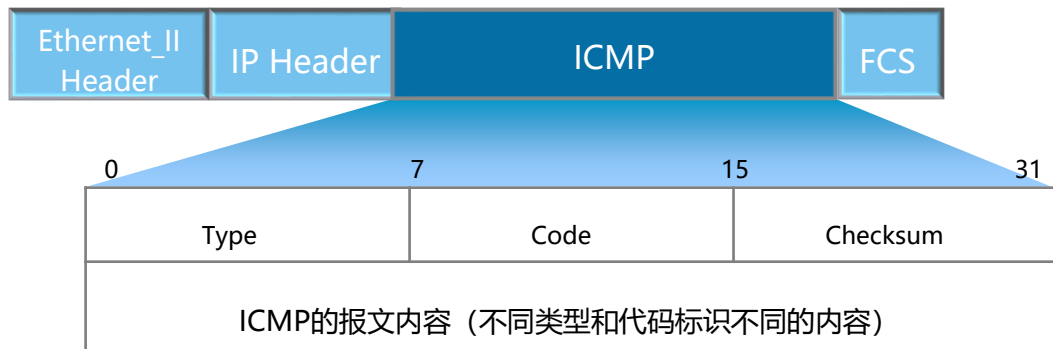 Ethernet_II
Header
IP Header
ICMP
FCS
0 7 15 31
Type Code Checksum
ICMP的报文内容（不同类型和代码标识不同的内容）